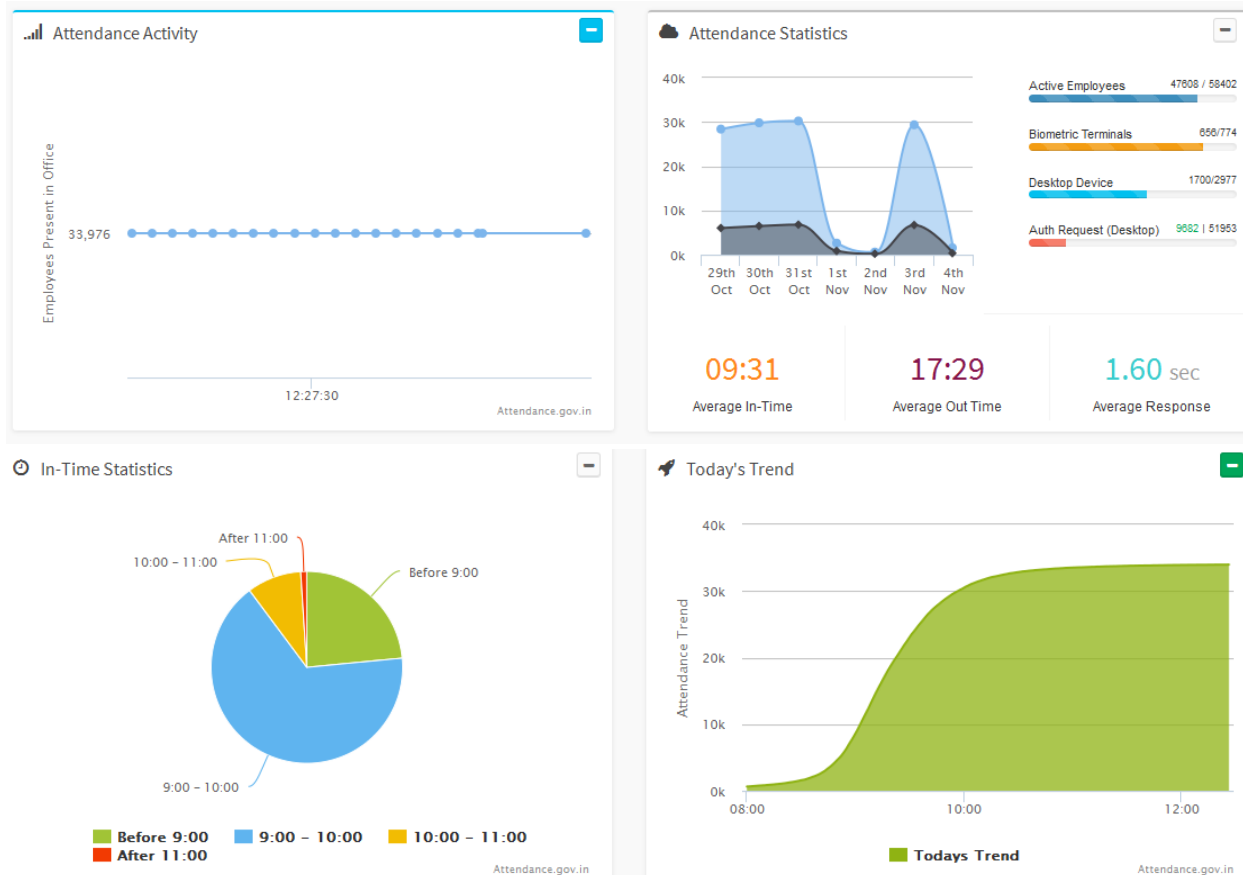 Attendance Activity
Employees Present in Office
33,976
12:27:30
Attendance.gov.in
Attendance Statistics
40k
30k
20k
10k
0k
29th Oct
30th Oct
31st Oct
1st Nov
2nd Nov
3rd Nov
4th Nov
Active Employees 47608 / 58402
Biometric Terminals 656/774
Desktop Device 1700/2977
Auth Request (Desktop) 9682 | 51953
09:31
Average In-Time
17:29
Average Out Time
1.60 sec
Average Response
In-Time Statistics
After 11:00
10:00 - 11:00
Before 9:00
9:00 - 10:00
Before 9:00 9:00 - 10:00 10:00 - 11:00
After 11:00
Attendance.gov.in
Today's Trend
Attendance Trend
40k
30k
20k
10k
0k
08:00 10:00 12:00
Todays Trend
Attendance.gov.in